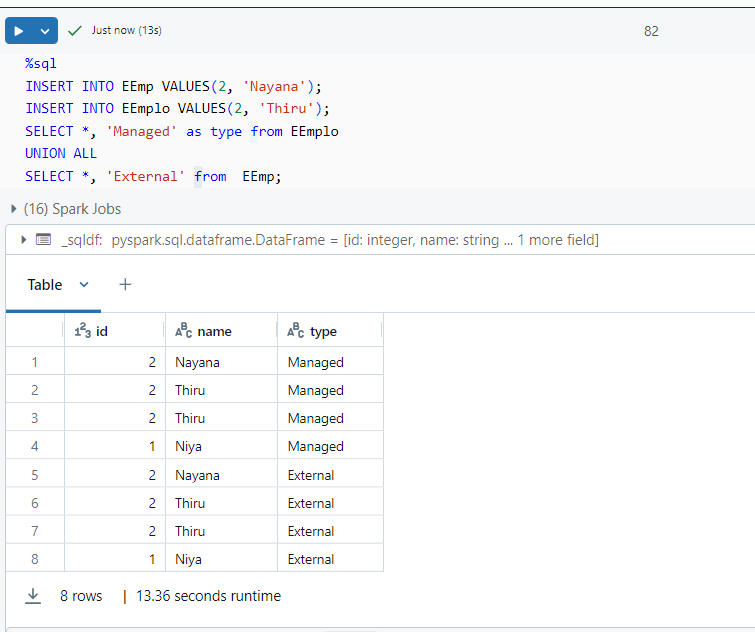 Just now (13s)
82
%sql
INSERT INTO EEmp VALUES(2, 'Nayana');
INSERT INTO EEmplo VALUES(2, 'Thiru');
SELECT *, 'Managed' as type from EEmplo
UNION ALL
SELECT *, 'External' from  EEmp;
(16) Spark Jobs
_sqldf: pyspark.sql.dataframe.DataFrame = [id: integer, name: string ... 1 more field]
Table +
123 id ABC name ABC type
1 2 Nayana Managed
2 2 Thiru Managed
3 2 Thiru Managed
4 1 Niya Managed
5 2 Nayana External
6 2 Thiru External
7 2 Thiru External
8 1 Niya External
8 rows | 13.36 seconds runtime